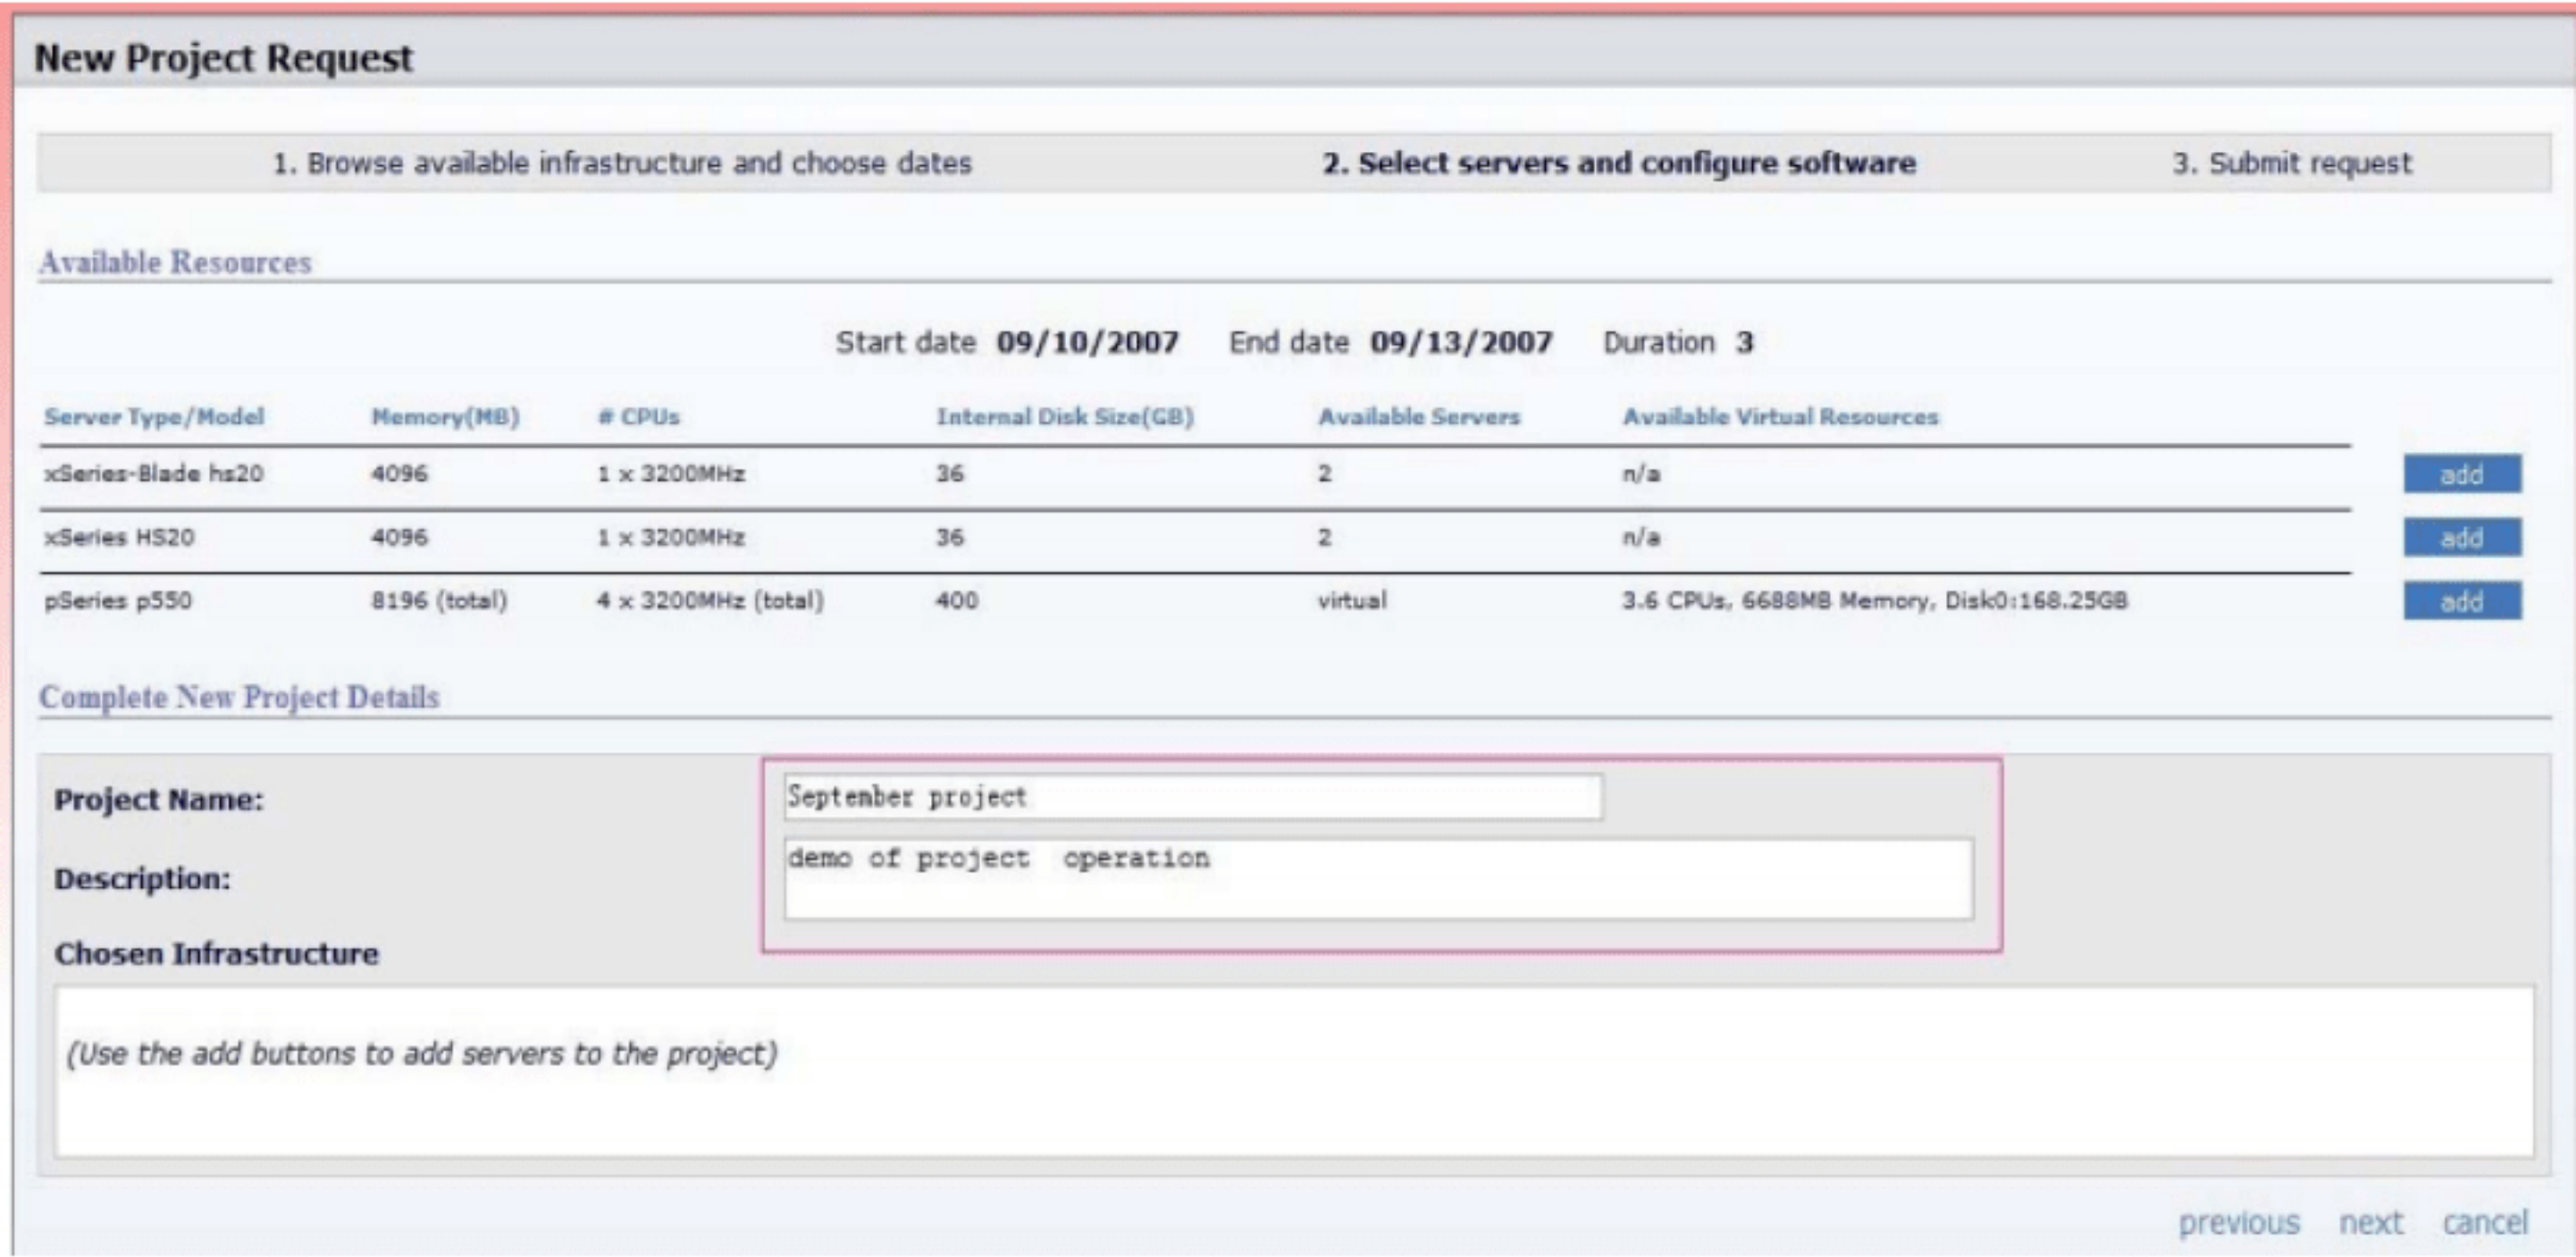 New Project Request
1. Browse available infrastructure and choose dates 2. Select servers and configure software 3. Submit request
Available Resources
Start date 09/10/2007 End date 09/13/2007 Duration 3
Server Type/Model Memory(MB) # CPUs Internal Disk Size(GB) Available Servers Available Virtual Resources
xSeries-Blade hs20 4096 1 x 3200MHz 36 2 n/a add
xSeries HS20 4096 1 x 3200MHz 36 2 n/a add
pSeries p550 8196 (total) 4 x 3200MHz (total) 400 virtual 3.6 CPUs, 6688MB Memory, Disk0:168.25GB add
Complete New Project Details
Project Name: September project
Description: demo of project operation
Chosen Infrastructure
(Use the add buttons to add servers to the project)
previous next cancel